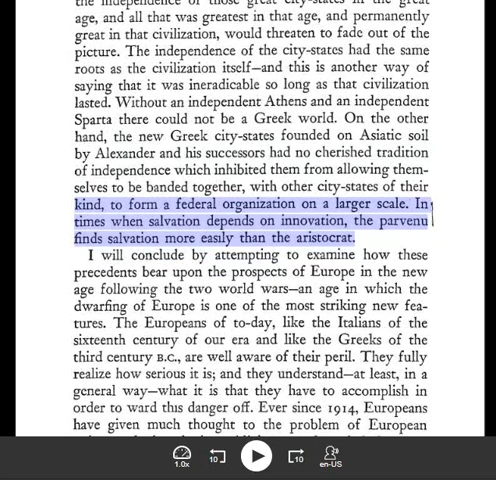 the independence of those great city-states in the great
age, and all that was greatest in that age, and permanently
great in that civilization, would threaten to fade out of the
picture. The independence of the city-states had the same
roots as the civilization itself—and this is another way of
saying that it was ineradicable so long as that civilization
lasted. Without an independent Athens and an independent
Sparta there could not be a Greek world. On the other
hand, the new Greek city-states founded on Asiatic soil
by Alexander and his successors had no cherished tradition
of independence which inhibited them from allowing them-
selves to be banded together, with other city-states of their
kind, to form a federal organization on a larger scale. In
times when salvation depends on innovation, the parvenu
finds salvation more easily than the aristocrat.
I will conclude by attempting to examine how these
precedents bear upon the prospects of Europe in the new
age following the two world wars—an age in which the
dwarfing of Europe is one of the most striking new fea-
tures. The Europeans of to-day, like the Italians of the
sixteenth century of our era and like the Greeks of the
third century B.C., are well aware of their peril. They fully
realize how serious it is; and they understand—at least, in a
general way—what it is that they have to accomplish in
order to ward this danger off. Ever since 1914, Europeans
have given much thought to the problem of European
1.0x 10 10 en-US